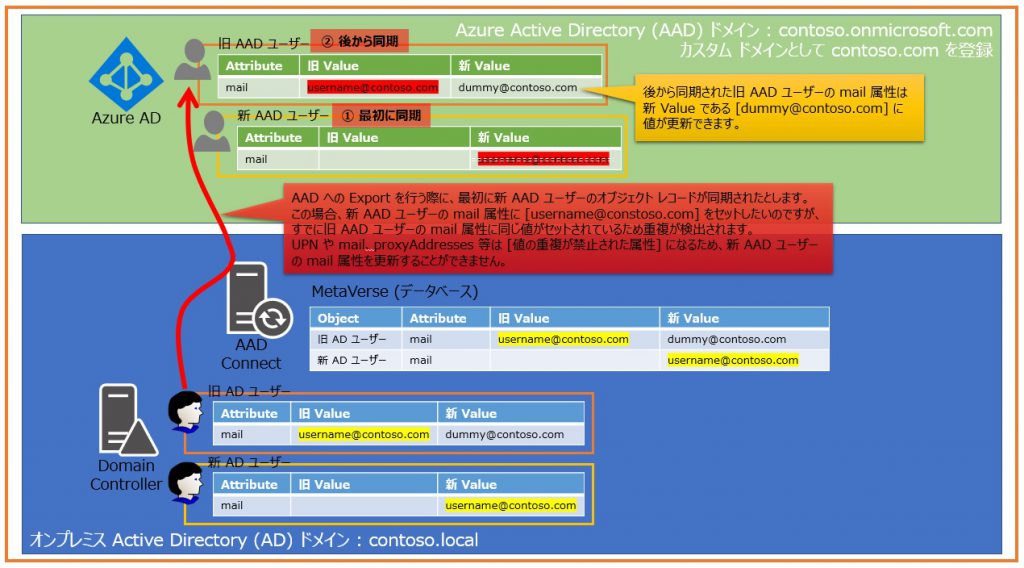 Azure Active Directory (AAD) ドメイン : contoso.onmicrosoft.com
カスタム ドメインとして contoso.com を登録
Azure AD
旧 AAD ユーザー ② 後から同期
Attribute 旧 Value 新 Value
mail username@contoso.com dummy@contoso.com
後から同期された旧 AAD ユーザーの mail 属性は
新 Value である [dummy@contoso.com] に
値が更新できます。
新 AAD ユーザー ① 最初に同期
Attribute 旧 Value 新 Value
mail username@contoso.com
AAD への Export を行う際に、最初に新 AAD ユーザーのオブジェクト レコードが同期されたとします。
この場合、新 AAD ユーザーの mail 属性に [username@constoso.com] をセットしたいのですが、
すでに旧 AAD ユーザーの mail 属性に同じ値がセットされているため重複が検出されます。
UPN や mail、proxyAddresses 等は [値の重複が禁止された属性] になるため、新 AAD ユーザー
の mail 属性を更新することができません。
AAD
Connect
MetaVerse (データベース)
Object Attribute 旧 Value 新 Value
旧 AD ユーザー mail username@contoso.com dummy@contoso.com
新 AD ユーザー mail username@contoso.com
Domain
Controller
旧 AD ユーザー
Attribute 旧 Value 新 Value
mail username@contoso.com dummy@contoso.com
新 AD ユーザー
Attribute 旧 Value 新 Value
mail username@contoso.com
オンプレミス Active Directory (AD) ドメイン : contoso.local